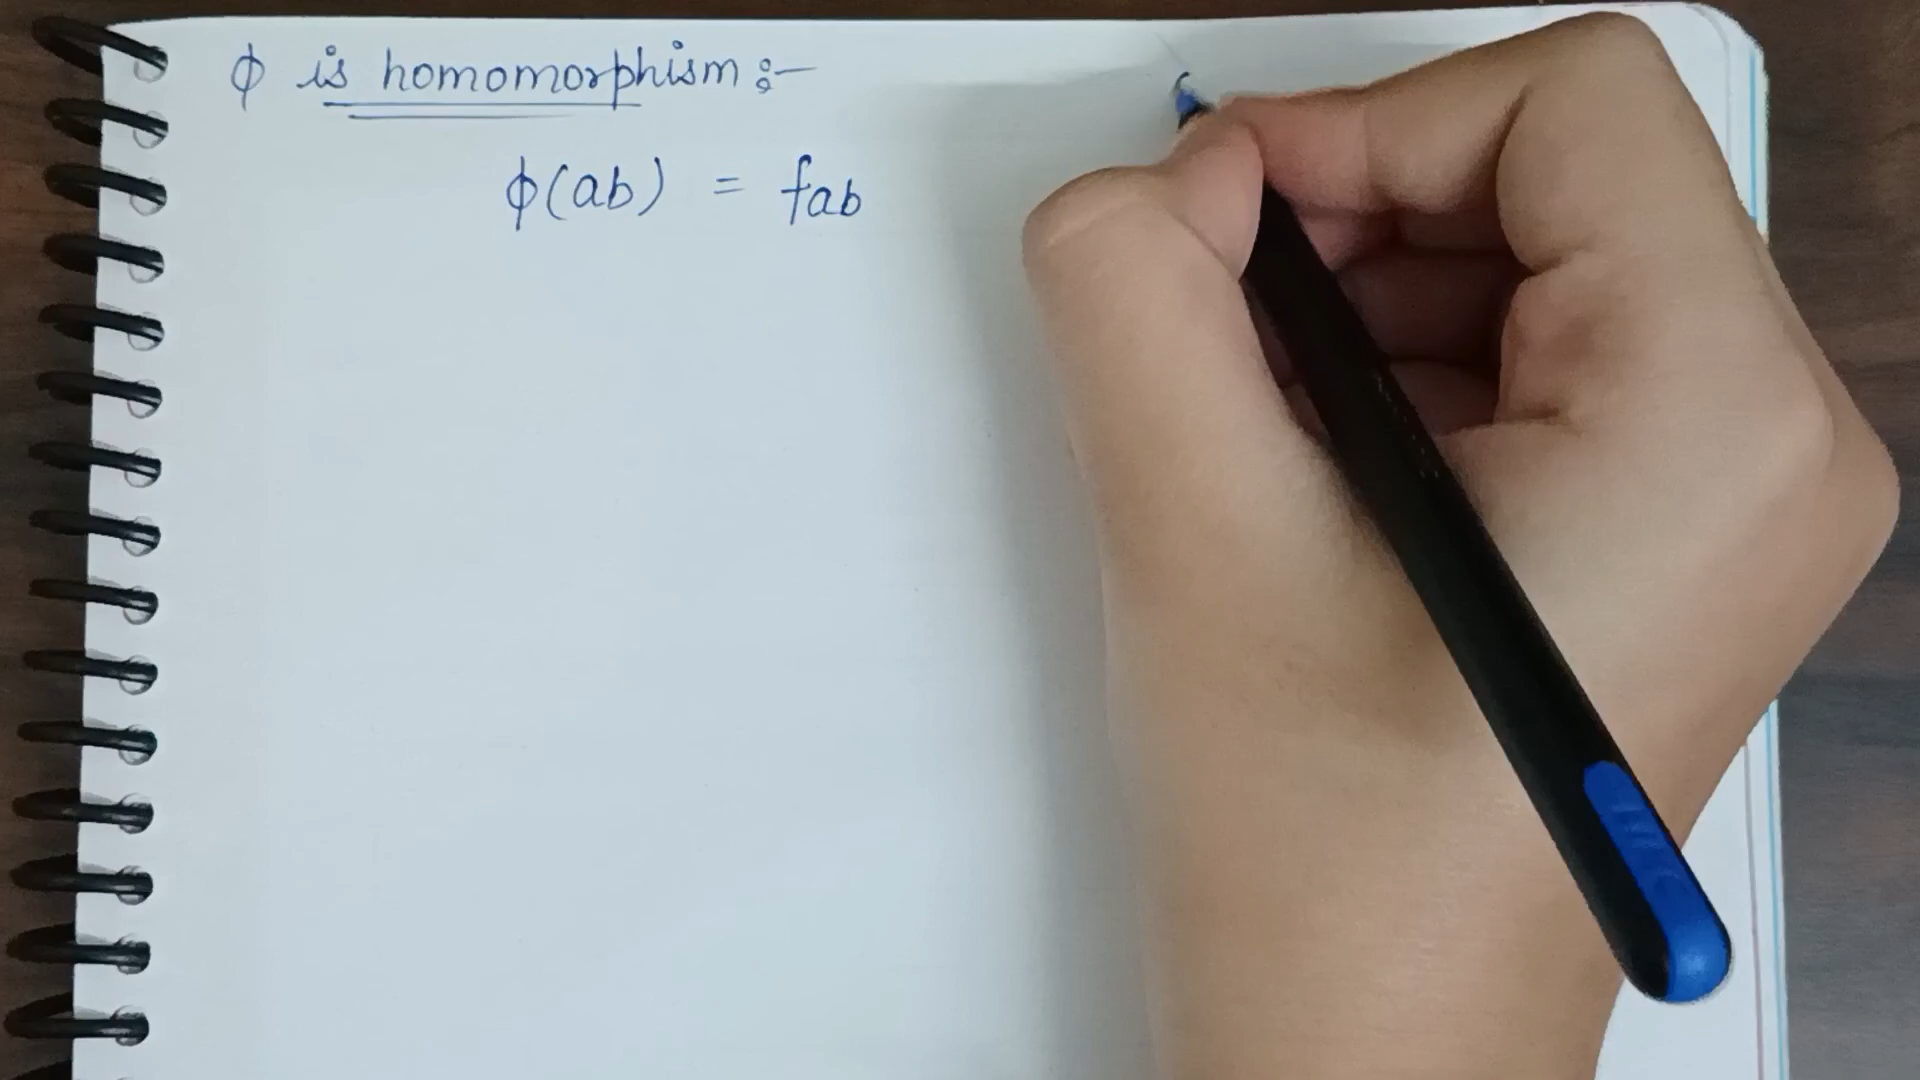 ϕ is homomorphism :-
ϕ(ab) = fab